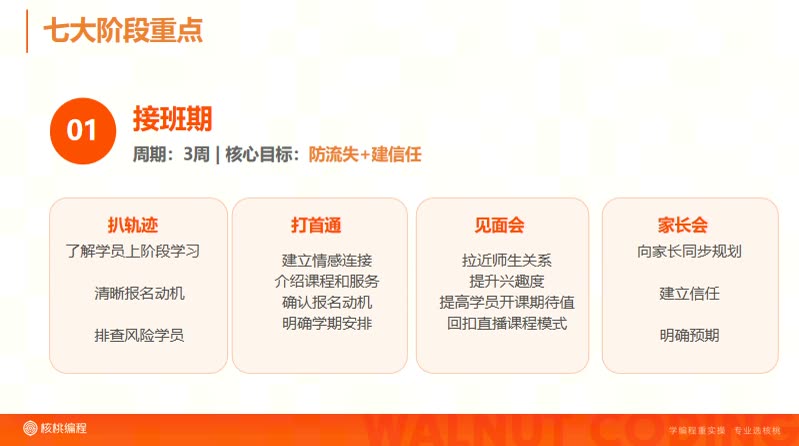 七大阶段重点
01
接班期
周期：3周 | 核心目标：防流失+建信任
扒轨迹
了解学员上阶段学习
清晰报名动机
排查风险学员
打首通
建立情感连接
介绍课程和服务
确认报名动机
明确学期安排
见面会
拉近师生关系
提升兴趣度
提高学员开课期待值
回扣直播课程模式
家长会
向家长同步规划
建立信任
明确预期
核桃编程
WALNUT CODING
学编程重实操 专业选核桃